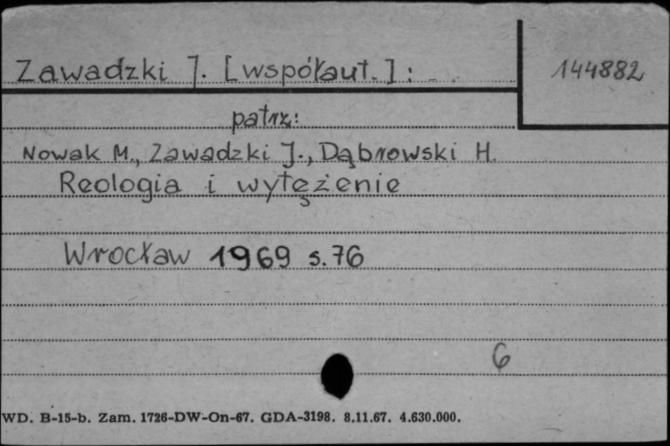 Zawadzki J. [współaut.] :
144882
patrz:
Nowak M., Zawadzki J., Dąbrowski H.
Reologia i wytężenie
Wrocław 1969 s.76
6
WD. B-15-b. Zam. 1726-DW-On-67. GDA-3198. 8.11.67. 4.630.000.